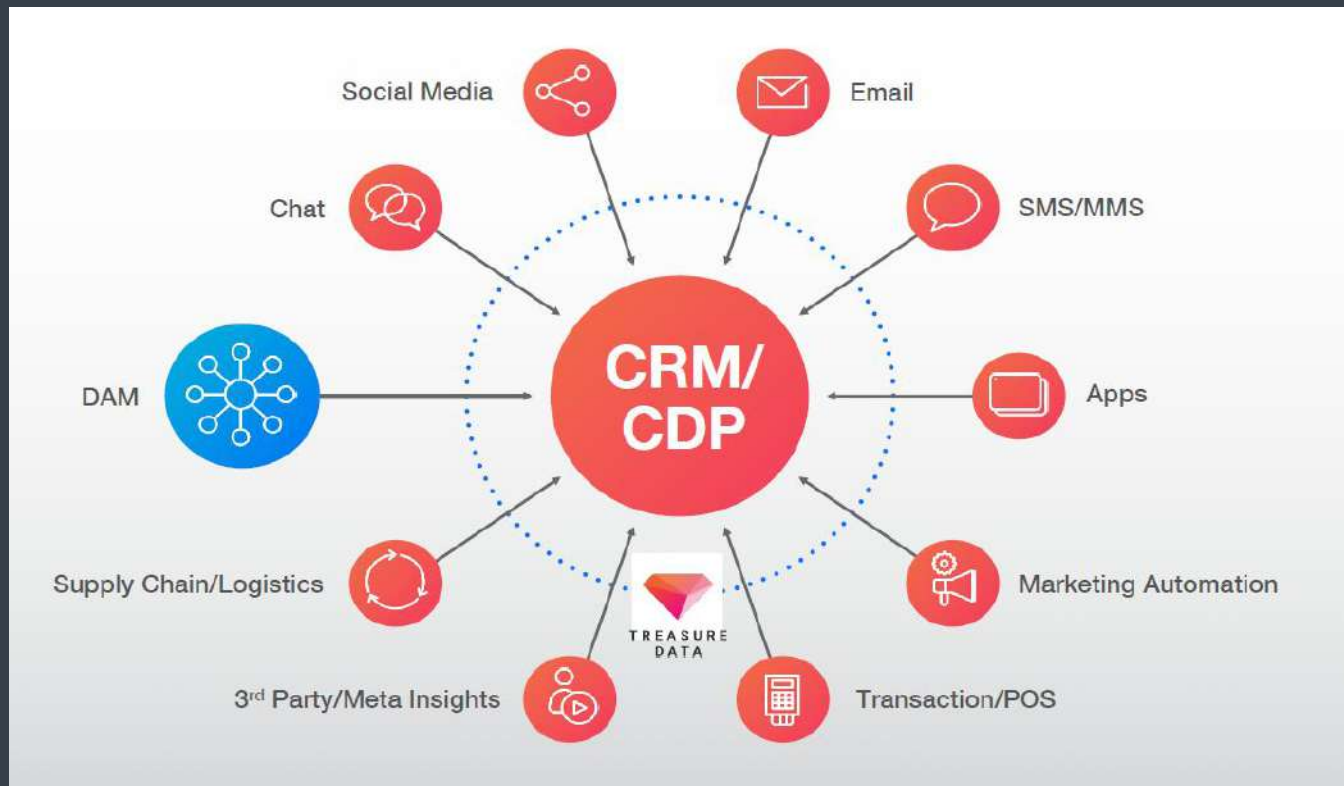 Social Media
Email
Chat
SMS/MMS
CRM/
CDP
DAM
Apps
Supply Chain/Logistics
Marketing Automation
TREASURE
DATA
3rd Party/Meta Insights
Transaction/POS